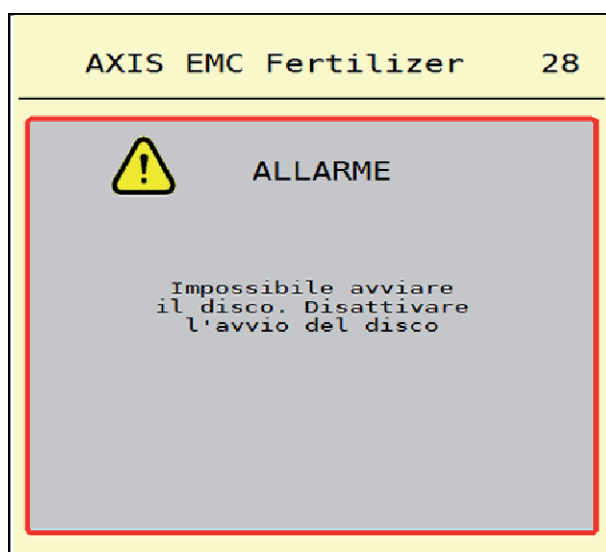 AXIS EMC Fertilizer 28
ALLARME
Impossibile avviare
il disco. Disattivare
l'avvio del disco